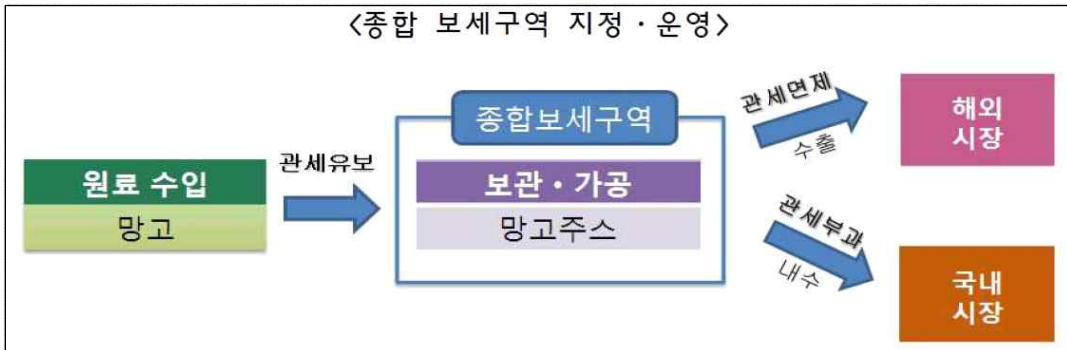 <종합 보세구역 지정 · 운영>
원료 수입
망고
관세유보
종합보세구역
보관 · 가공
망고주스
관세면제
수출
해외
시장
관세부과
내수
국내
시장